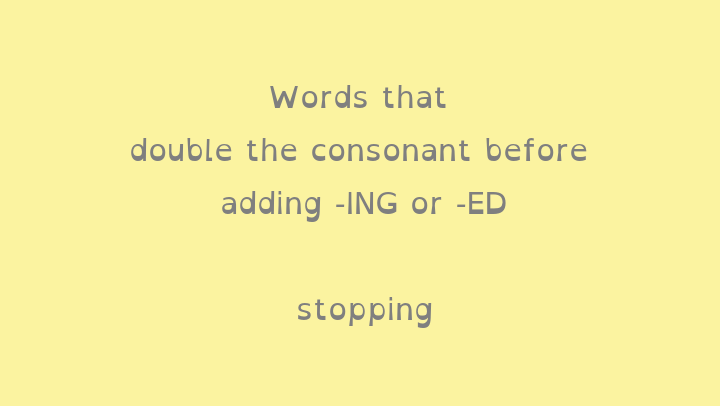 Words that
double the consonant before
adding -ING or -ED
stopping